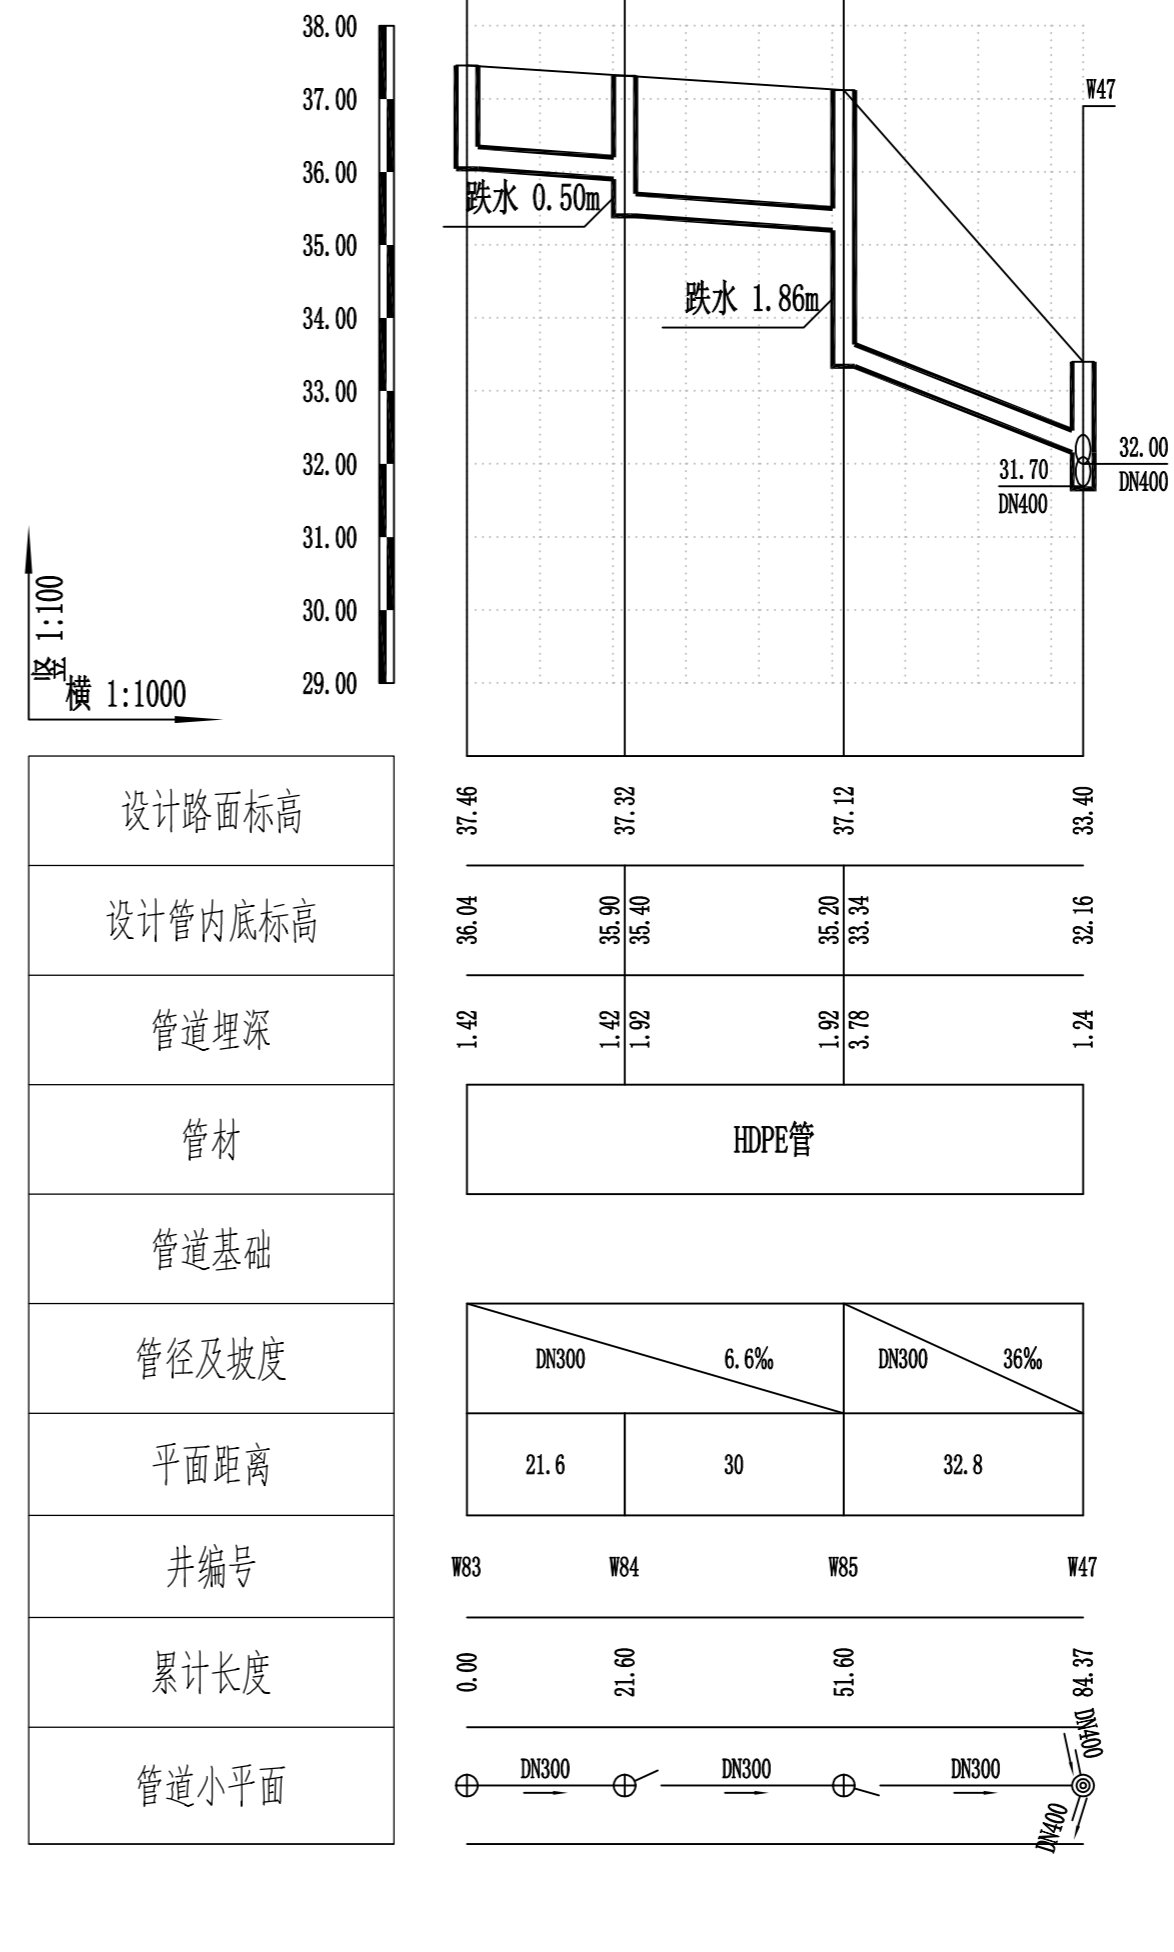 38.00
37.00
W47
36.00
跌水 0.50m
35.00
跌水 1.86m
34.00
33.00
32.00
32.00
DN400
31.70
DN400
31.00
30.00
29.00
竖 1:100
横 1:1000
设计路面标高 37.46 37.32 37.12 33.40
设计管内底标高 36.04 35.90 35.40 35.20 33.34 32.16
管道埋深 1.42 1.42 1.92 1.92 3.78 1.24
管材 HDPE管
管道基础
管径及坡度 DN300 6.6‰ DN300 36‰
平面距离 21.6 30 32.8
井编号 W83 W84 W85 W47
累计长度 0.00 21.60 51.60 84.37
管道小平面 DN300 DN300 DN300 DN400
DN400